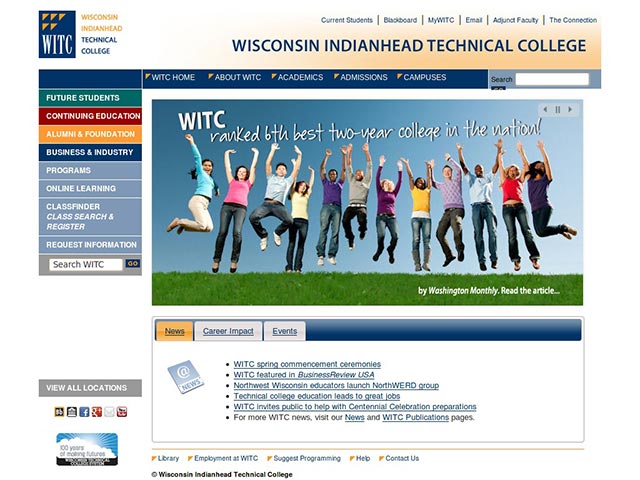 WISCONSIN
INDIANHEAD
TECHNICAL
COLLEGE
WITC
Current Students | Blackboard | MyWITC | Email | Adjunct Faculty | The Connection
WISCONSIN INDIANHEAD TECHNICAL COLLEGE
WITC HOME ABOUT WITC ACADEMICS ADMISSIONS CAMPUSES
Search
FUTURE STUDENTS
CONTINUING EDUCATION
ALUMNI & FOUNDATION
BUSINESS & INDUSTRY
PROGRAMS
ONLINE LEARNING
CLASSFINDER
CLASS SEARCH &
REGISTER
REQUEST INFORMATION
Search WITC GO
WITC
ranked 6th best two-year college in the nation!
by Washington Monthly. Read the article...
News Career Impact Events
@ NEWS
WITC spring commencement ceremonies
WITC featured in BusinessReview USA
Northwest Wisconsin educators launch NorthWERD group
Technical college education leads to great jobs
WITC invites public to help with Centennial Celebration preparations
For more WITC news, visit our News and WITC Publications pages.
VIEW ALL LOCATIONS
100 years
of making futures
WISCONSIN TECHNICAL
COLLEGE SYSTEM
Library Employment at WITC Suggest Programming Help Contact Us
© Wisconsin Indianhead Technical College